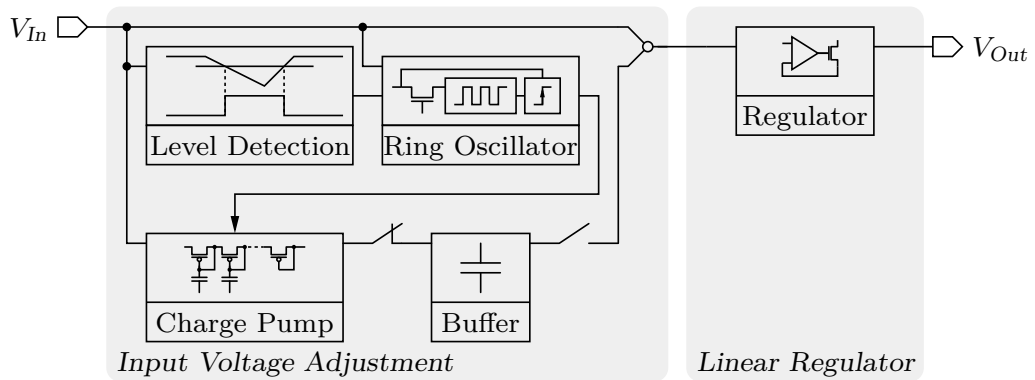 V_In
V_Out
Level Detection
Ring Oscillator
Regulator
Charge Pump
Buffer
Input Voltage Adjustment
Linear Regulator